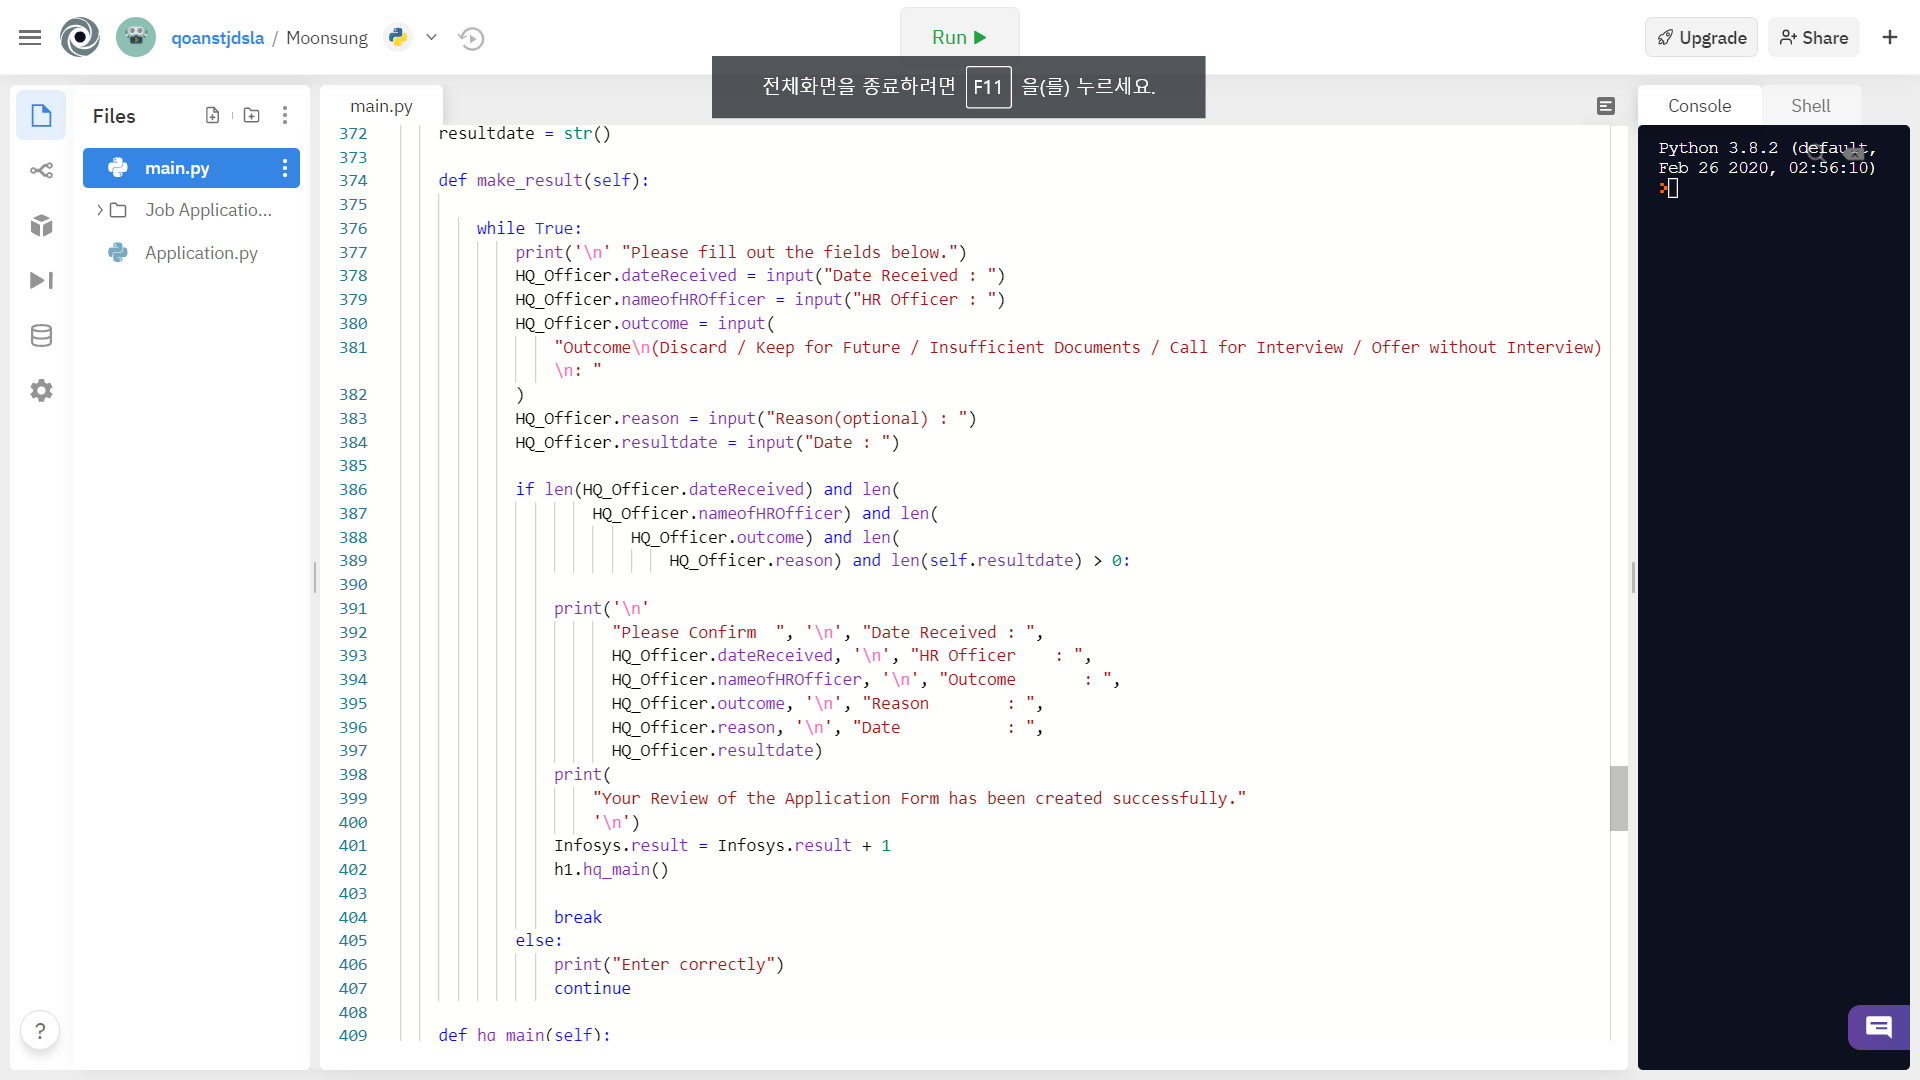 qoanstjdsla / Moonsung
Run
Upgrade
Share
전체화면을 종료하려면 F11 을(를) 누르세요.
Files
main.py
Job Applicatio...
Application.py
main.py
372 resultdate = str()
373
374 def make_result(self):
375
376 while True:
377 print('\n' "Please fill out the fields below.")
378 HQ_Officer.dateReceived = input("Date Received : ")
379 HQ_Officer.nameofHROfficer = input("HR Officer : ")
380 HQ_Officer.outcome = input(
381 "Outcome\n(Discard / Keep for Future / Insufficient Documents / Call for Interview / Offer without Interview)
\n: "
382 )
383 HQ_Officer.reason = input("Reason(optional) : ")
384 HQ_Officer.resultdate = input("Date : ")
385
386 if len(HQ_Officer.dateReceived) and len(
387 HQ_Officer.nameofHROfficer) and len(
388 HQ_Officer.outcome) and len(
389 HQ_Officer.reason) and len(self.resultdate) > 0:
390
391 print('\n'
392 "Please Confirm  ", '\n', "Date Received : ",
393 HQ_Officer.dateReceived, '\n', "HR Officer    : ",
394 HQ_Officer.nameofHROfficer, '\n', "Outcome       : ",
395 HQ_Officer.outcome, '\n', "Reason        : ",
396 HQ_Officer.reason, '\n', "Date           : ",
397 HQ_Officer.resultdate)
398 print(
399 "Your Review of the Application Form has been created successfully."
400 '\n')
401 Infosys.result = Infosys.result + 1
402 h1.hq_main()
403
404 break
405 else:
406 print("Enter correctly")
407 continue
408
409 def hq_main(self):
Console
Shell
Python 3.8.2 (default,
Feb 26 2020, 02:56:10)
>
?